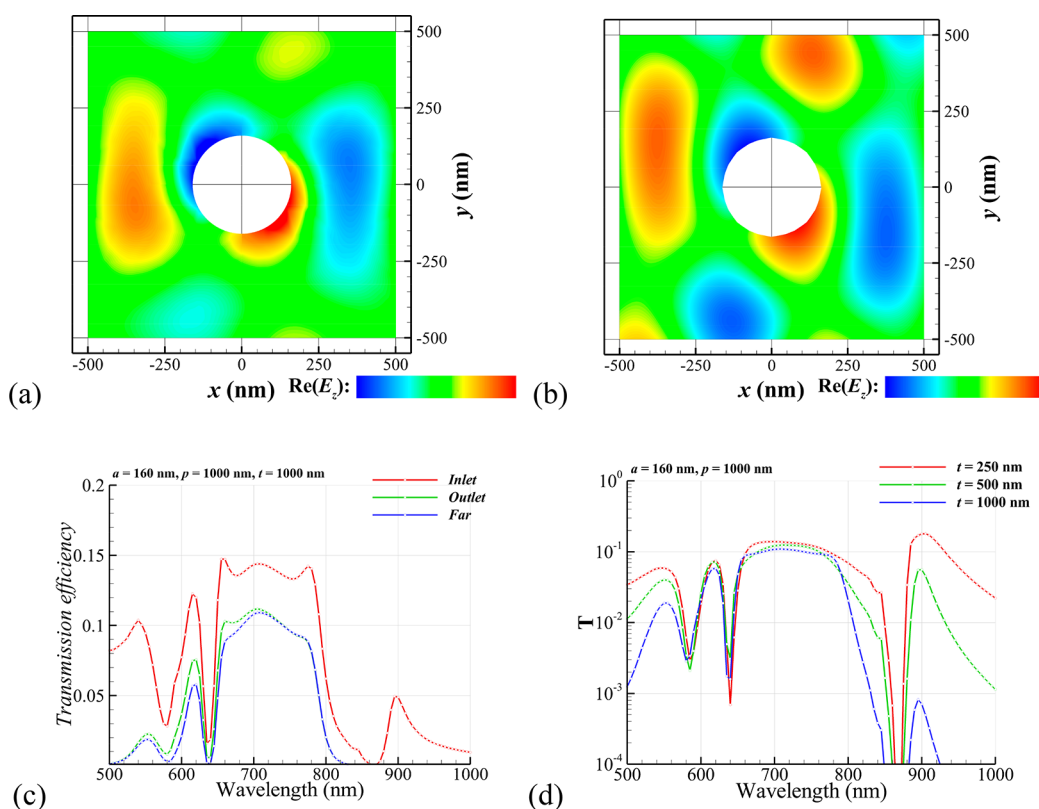 500
250
0
-250
-500
y (nm)
-500 -250 0 250 500
x (nm)
Re(E_z):
(a)
500
250
0
-250
-500
y (nm)
-500 -250 0 250 500
x (nm)
Re(E_z):
(b)
a = 160 nm, p = 1000 nm, t = 1000 nm
Inlet
Outlet
Far
0.2
0.15
0.1
0.05
Transmission efficiency
500 600 700 800 900 1000
Wavelength (nm)
(c)
a = 160 nm, p = 1000 nm
t = 250 nm
t = 500 nm
t = 1000 nm
10^0
10^-1
10^-2
10^-3
10^-4
T
500 600 700 800 900 1000
Wavelength (nm)
(d)